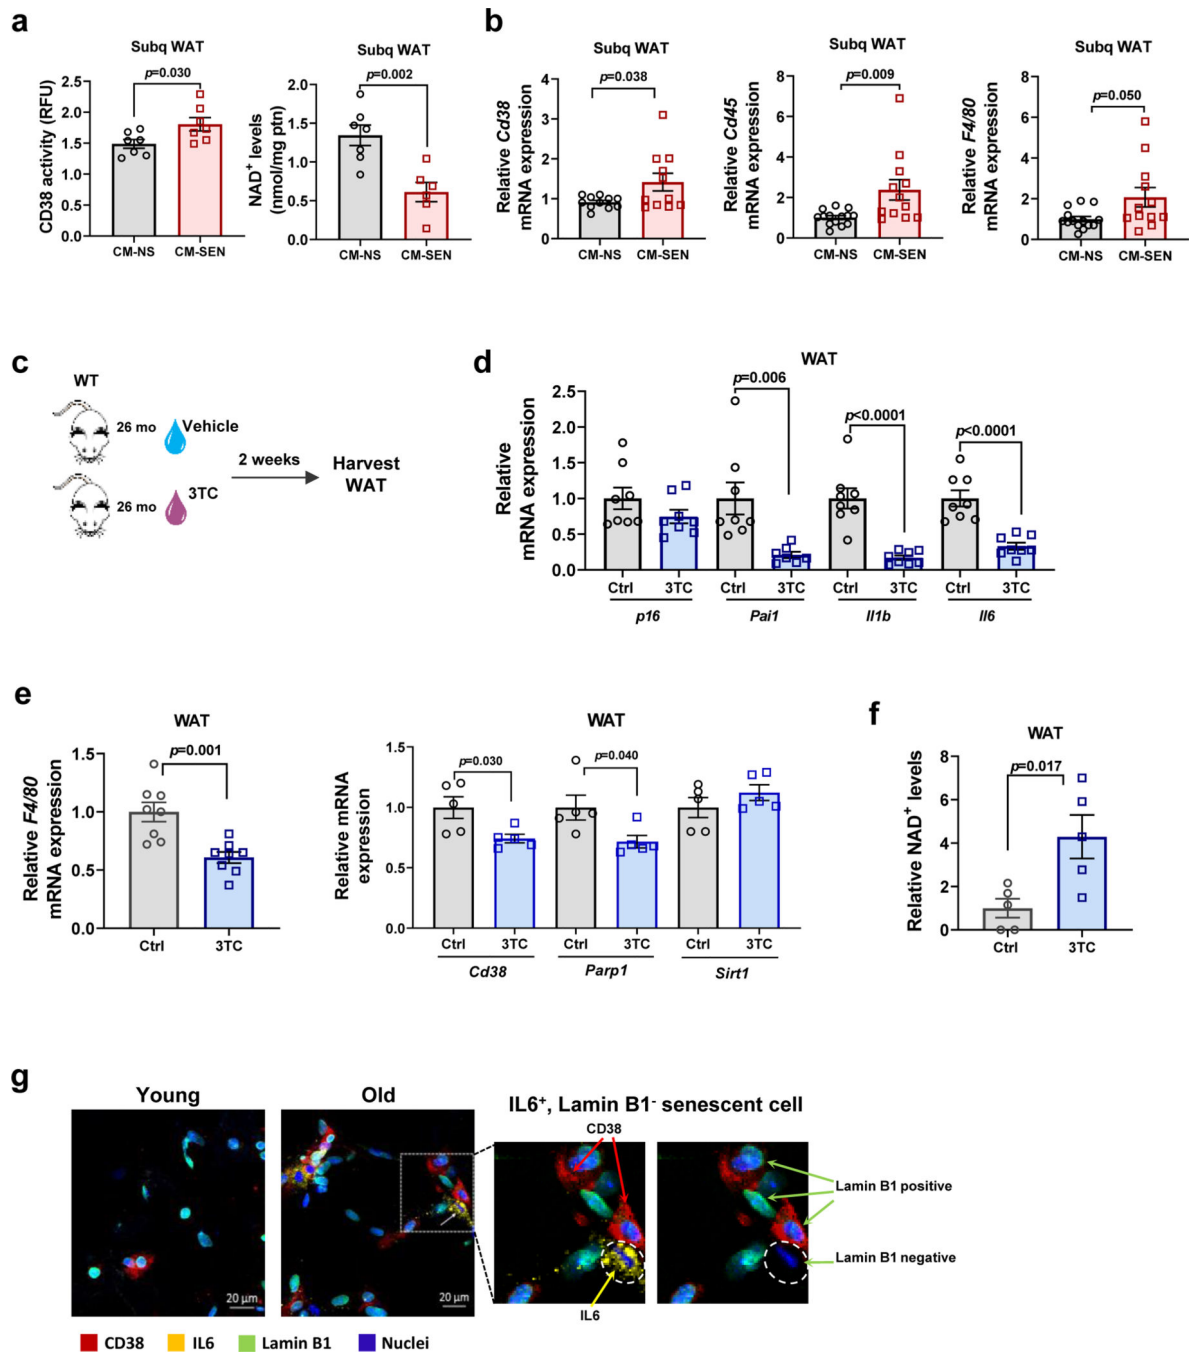 a
Subq WAT
p=0.030
CD38 activity (RFU)
2.5
2.0
1.5
1.0
0.5
0.0
CM-NS CM-SEN
Subq WAT
p=0.002
NAD+ levels
(nmol/mg ptn)
2.0
1.5
1.0
0.5
0.0
CM-NS CM-SEN
b
Subq WAT
p=0.038
Relative Cd38
mRNA expression
4
3
2
1
0
CM-NS CM-SEN
Subq WAT
p=0.009
Relative Cd45
mRNA expression
8
6
4
2
0
CM-NS CM-SEN
Subq WAT
p=0.050
Relative F4/80
mRNA expression
8
6
4
2
0
CM-NS CM-SEN
c
WT
26 mo
Vehicle
26 mo
3TC
2 weeks
Harvest
WAT
d
WAT
p=0.006
p<0.0001
p<0.0001
Relative
mRNA expression
2.5
2.0
1.5
1.0
0.5
0.0
Ctrl 3TC Ctrl 3TC Ctrl 3TC Ctrl 3TC
p16 Pai1 Il1b Il6
e
WAT
p=0.001
Relative F4/80
mRNA expression
1.5
1.0
0.5
0.0
Ctrl 3TC
WAT
p=0.030
p=0.040
Relative mRNA
expression
1.5
1.0
0.5
0.0
Ctrl 3TC Ctrl 3TC Ctrl 3TC
Cd38 Parp1 Sirt1
f
WAT
p=0.017
Relative NAD+ levels
8
6
4
2
0
Ctrl 3TC
g
Young
Old
IL6+, Lamin B1- senescent cell
CD38
Lamin B1 positive
Lamin B1 negative
IL6
20 µm
20 µm
CD38 IL6 Lamin B1 Nuclei